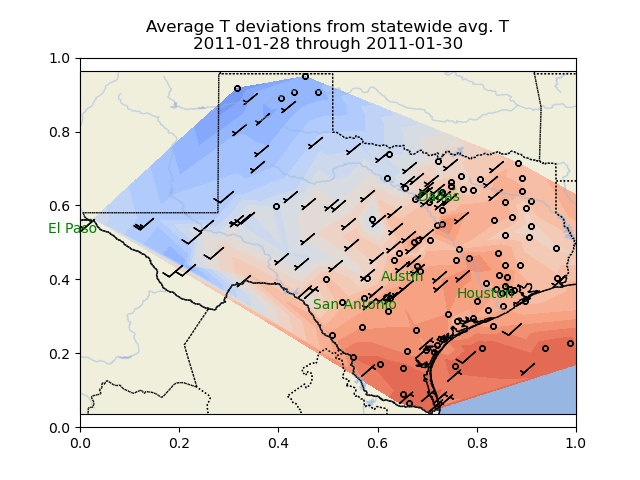 Average T deviations from statewide avg. T
2011-01-28 through 2011-01-30
1.0
0.8
0.6
0.4
0.2
0.0
Dallas
El Paso
Austin
Houston
San Antonio
0.0 0.2 0.4 0.6 0.8 1.0